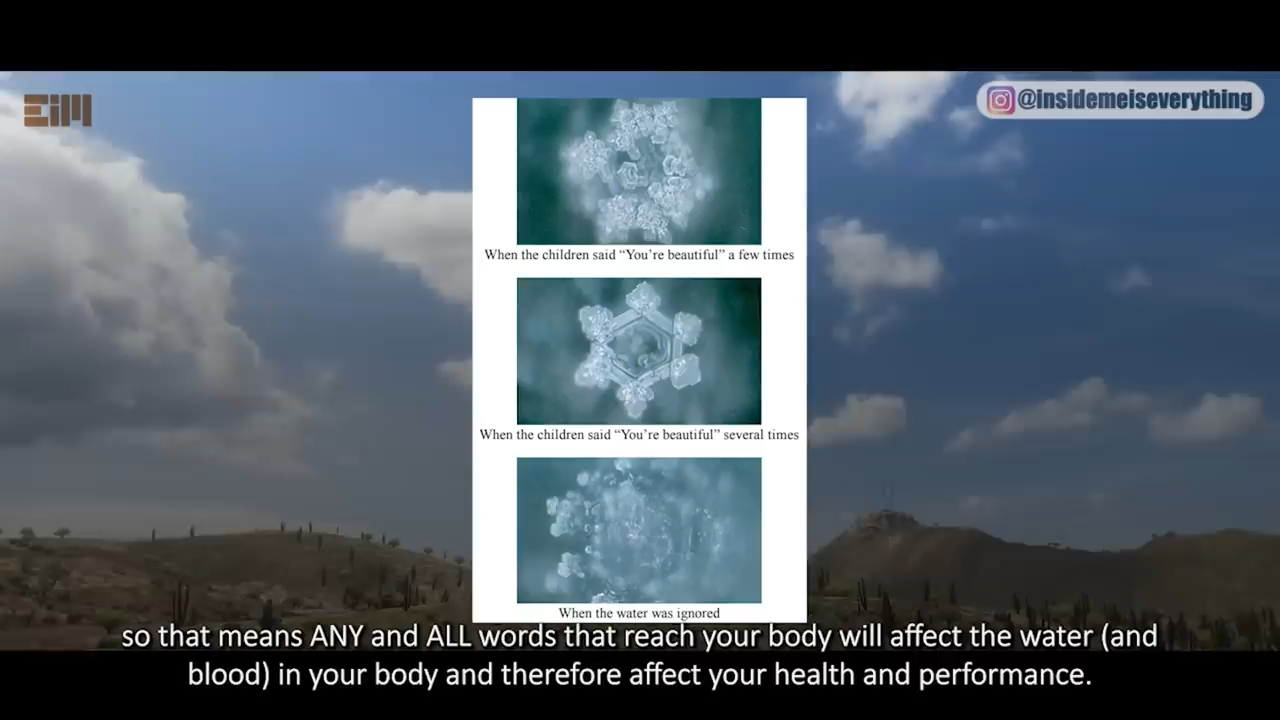 EiM
@insidemeiseverything
When the children said “You’re beautiful” a few times
When the children said “You’re beautiful” several times
When the water was ignored
so that means ANY and ALL words that reach your body will affect the water (and
blood) in your body and therefore affect your health and performance.